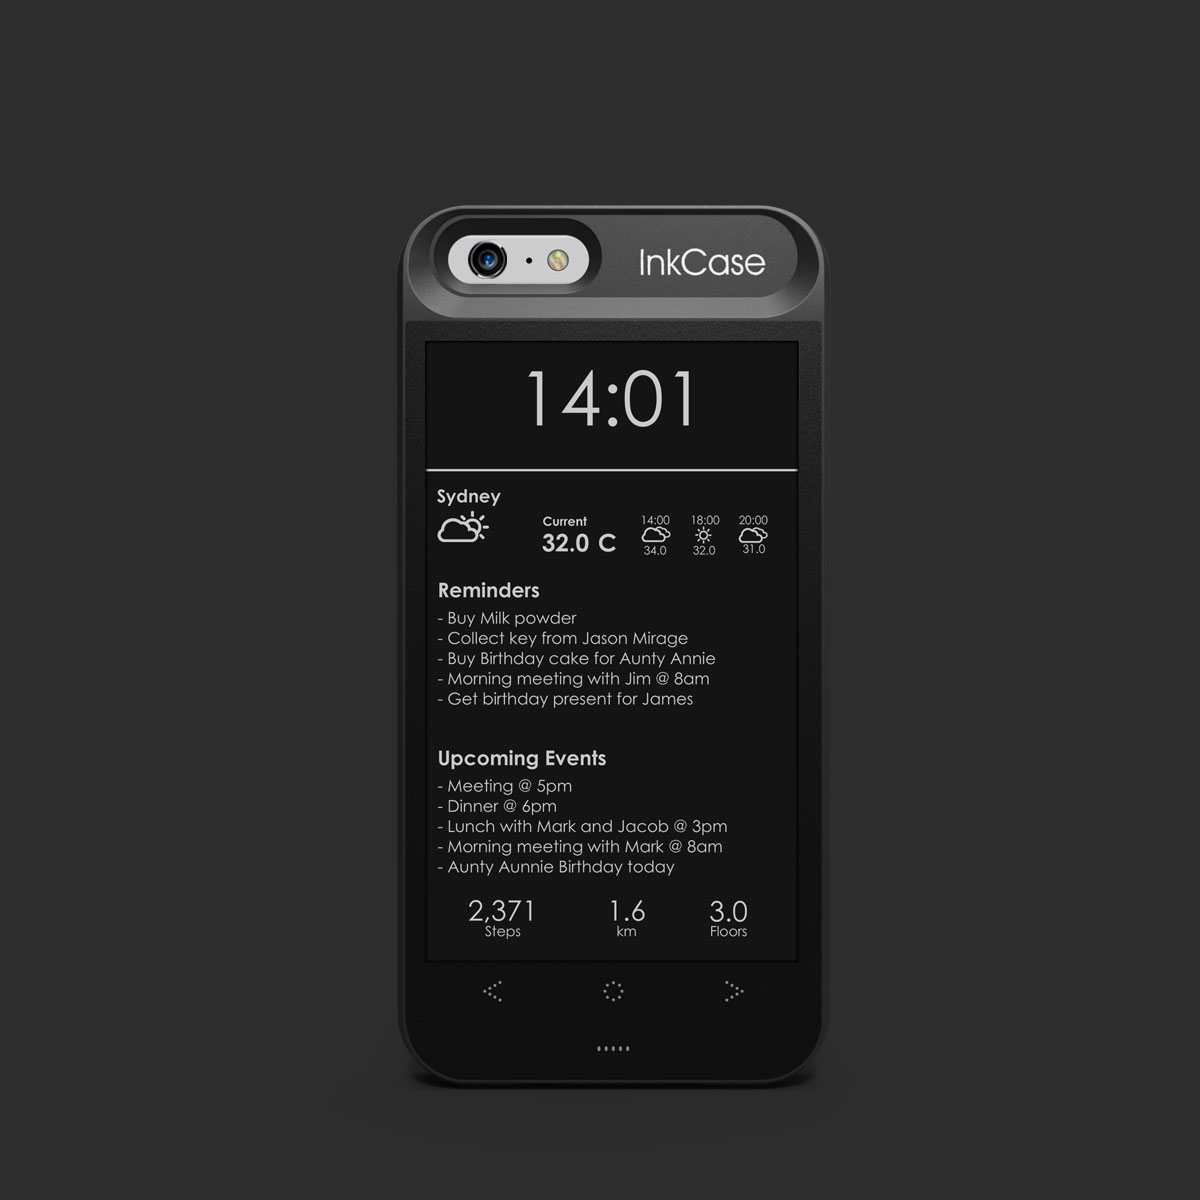 InkCase
14:01
Sydney
Current
32.0 C
14:00 18:00 20:00
34.0 32.0 31.0
Reminders
- Buy Milk powder
- Collect key from Jason Mirage
- Buy Birthday cake for Aunty Annie
- Morning meeting with Jim @ 8am
- Get birthday present for James
Upcoming Events
- Meeting @ 5pm
- Dinner @ 6pm
- Lunch with Mark and Jacob @ 3pm
- Morning meeting with Mark @ 8am
- Aunty Aunnie Birthday today
2,371 1.6 3.0
Steps km Floors